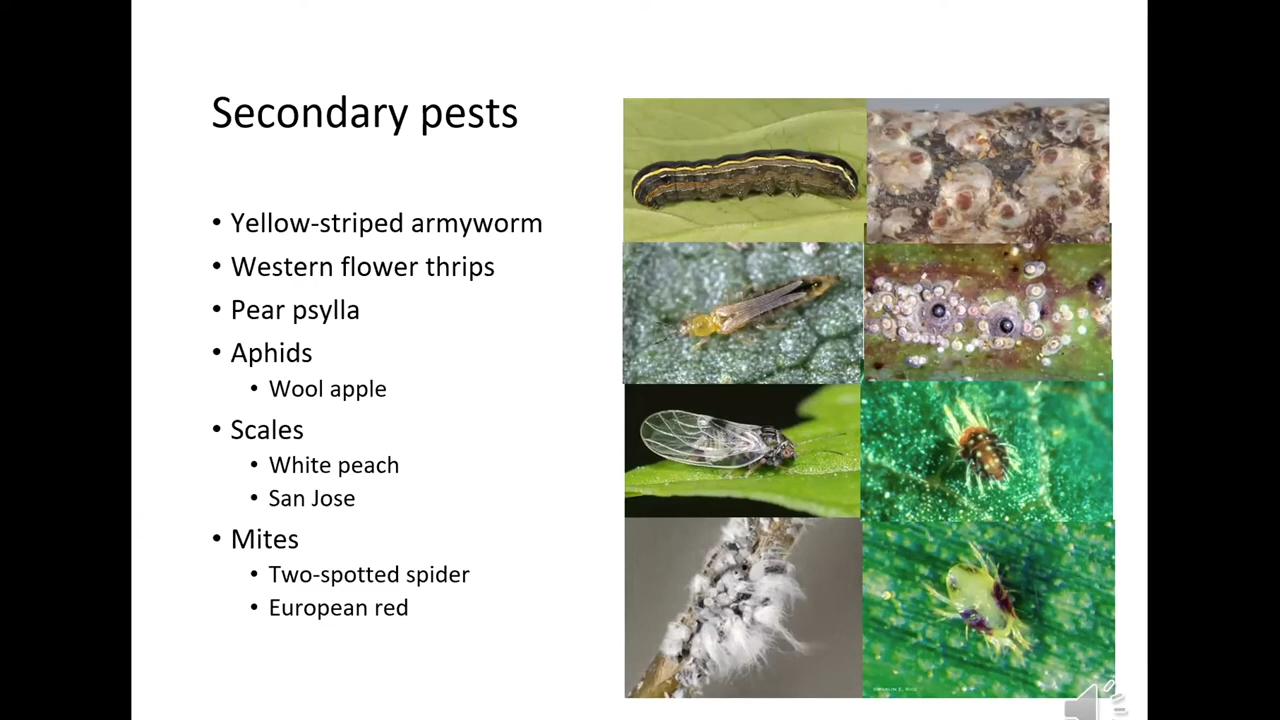 Secondary pests
• Yellow-striped armyworm
• Western flower thrips
• Pear psylla
• Aphids
• Wool apple
• Scales
• White peach
• San Jose
• Mites
• Two-spotted spider
• European red